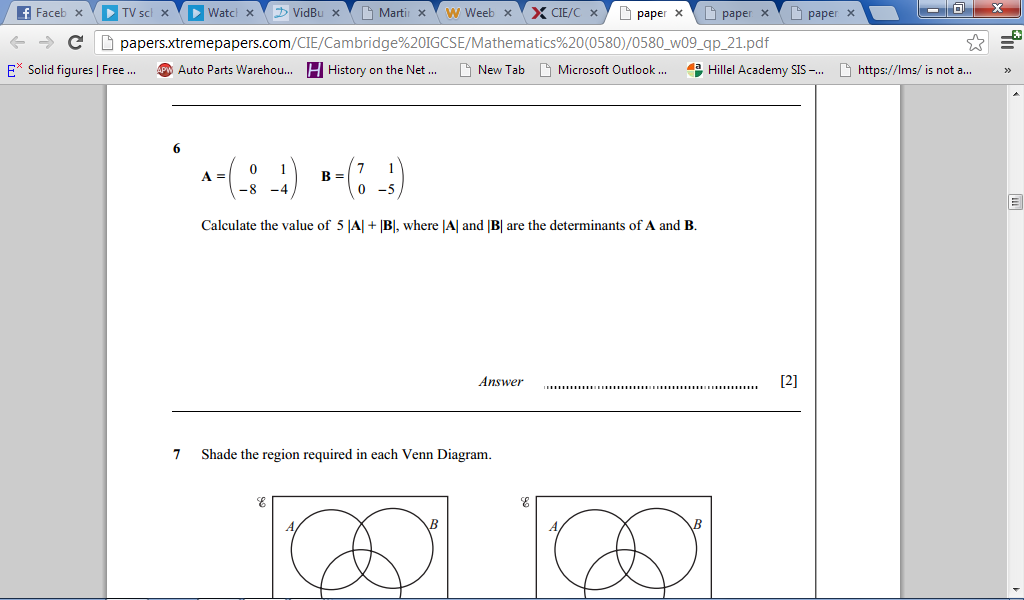 Faceb
TV scl
Watcl
VidBu
Martin
Weeb
CIE/C
paper
paper
paper
papers.xtremepapers.com/CIE/Cambridge%20IGCSE/Mathematics%20(0580)/0580_w09_qp_21.pdf
Solid figures | Free ...
Auto Parts Warehou...
History on the Net ...
New Tab
Microsoft Outlook ...
Hillel Academy SIS –...
https://lms/ is not a...
»
6
A = ( 0 1 B = ( 7 1
−8 −4 ) 0 −5 )
Calculate the value of 5 |A| + |B|, where |A| and |B| are the determinants of A and B.
Answer ........................................................ [2]
7 Shade the region required in each Venn Diagram.
ℰ ℰ
A B A B